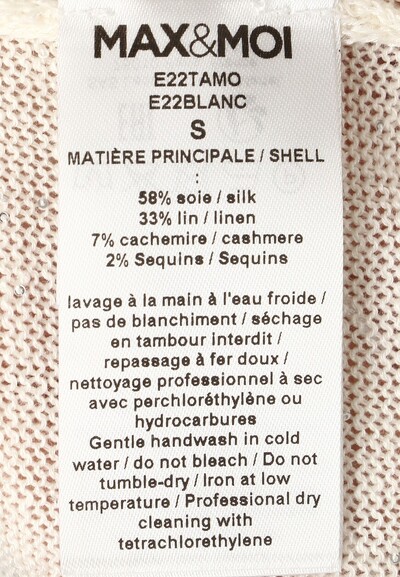 MAX&MOI
E22TAMO
E22BLANC
S
MATIÈRE PRINCIPALE / SHELL
:
58% soie / silk
33% lin / linen
7% cachemire / cashmere
2% Sequins / Sequins
lavage à la main à l'eau froide /
pas de blanchiment / séchage
en tambour interdit /
repassage à fer doux /
nettoyage professionnel à sec
avec perchloréthylène ou
hydrocarbures
Gentle handwash in cold
water / do not bleach / Do not
tumble-dry / Iron at low
temperature / Professional dry
cleaning with
tetrachlorethylene